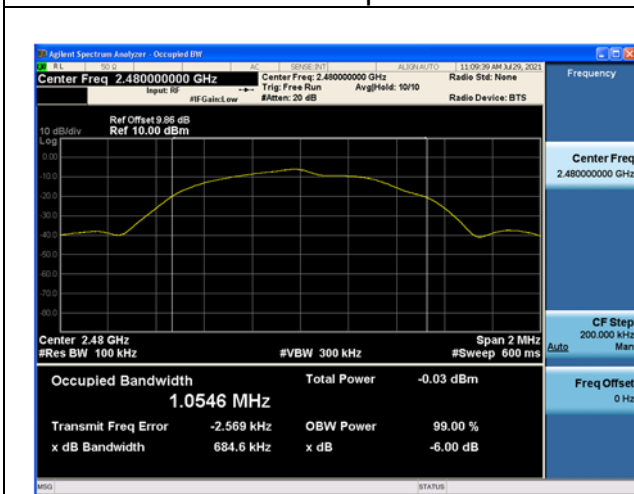 Agilent Spectrum Analyzer - Occupied BW
RL 50 Ω AC SENSE:INT ALIGN AUTO 11:09:39 AM Jul 29, 2021
Center Freq 2.480000000 GHz Center Freq: 2.480000000 GHz Radio Std: None Frequency
Input: RF Trig: Free Run Avg|Hold: 10/10
#IFGain:Low #Atten: 20 dB Radio Device: BTS
Ref Offset 9.86 dB
10 dB/div Ref 10.00 dBm
Log
0.00
-10.0
-20.0
-30.0
-40.0
-50.0
-60.0
-70.0
-80.0
Center Freq
2.480000000 GHz
Center 2.48 GHz Span 2 MHz
#Res BW 100 kHz #VBW 300 kHz #Sweep 600 ms
CF Step
200.000 kHz
Auto Man
Occupied Bandwidth Total Power -0.03 dBm
1.0546 MHz
Transmit Freq Error -2.569 kHz OBW Power 99.00 %
x dB Bandwidth 684.6 kHz x dB -6.00 dB
Freq Offset
0 Hz
MSG STATUS